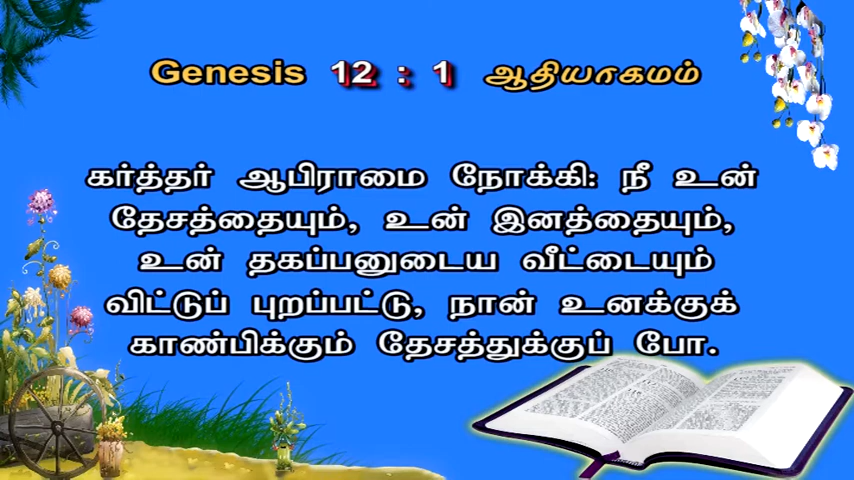 Genesis 12 : 1 ஆதியாகமம்
கர்த்தர் ஆபிராமை நோக்கி: நீ உன்
தேசத்தையும், உன் இனத்தையும்,
உன் தகப்பனுடைய வீட்டையும்
விட்டுப் புறப்பட்டு, நான் உனக்குக்
காண்பிக்கும் தேசத்துக்குப் போ.